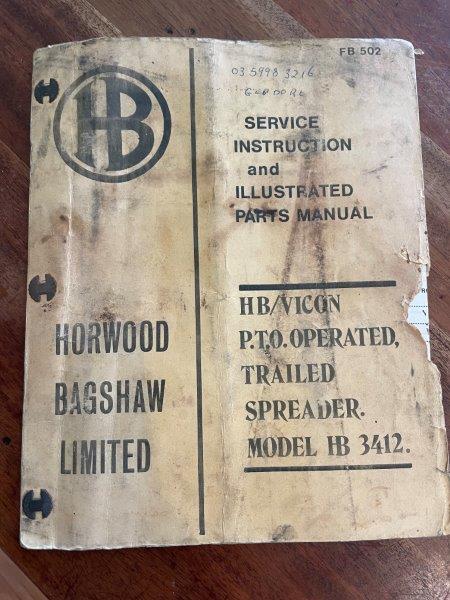 FB 502
HB
03 5998 3216
SERVICE
INSTRUCTION
and
ILLUSTRATED
PARTS MANUAL
HB/VICON
P.T.O. OPERATED,
TRAILED
SPREADER.
MODEL HB 3412.
HORWOOD
BAGSHAW
LIMITED